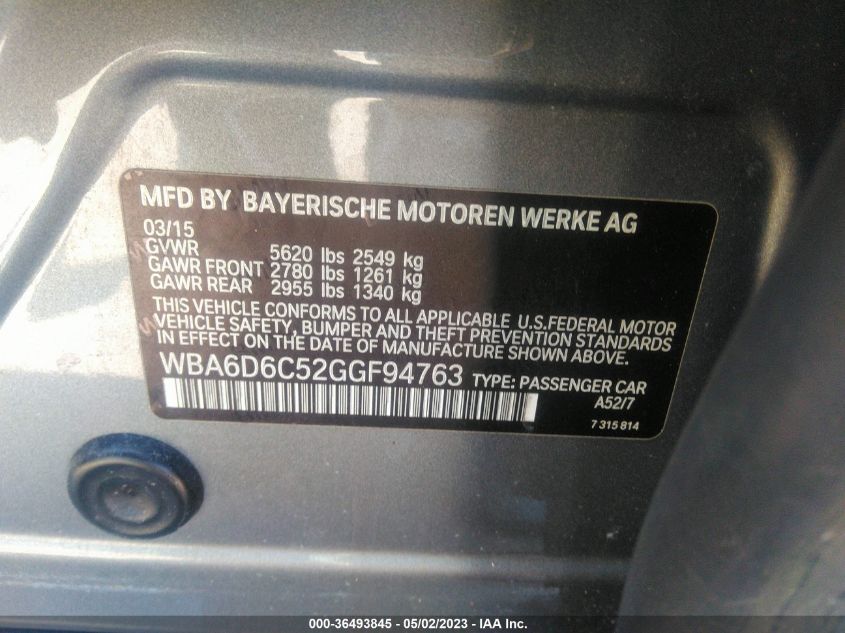 MFD BY BAYERISCHE MOTOREN WERKE AG
03/15
GVWR 5620 lbs 2549 kg
GAWR FRONT 2780 lbs 1261 kg
GAWR REAR 2955 lbs 1340 kg
THIS VEHICLE CONFORMS TO ALL APPLICABLE U.S.FEDERAL MOTOR
VEHICLE SAFETY, BUMPER AND THEFT PREVENTION STANDARDS
IN EFFECT ON THE DATE OF MANUFACTURE SHOWN ABOVE.
WBA6D6C52GGF94763 TYPE: PASSENGER CAR
A52/7
7 315 814
000-36493845 - 05/02/2023 - IAA Inc.